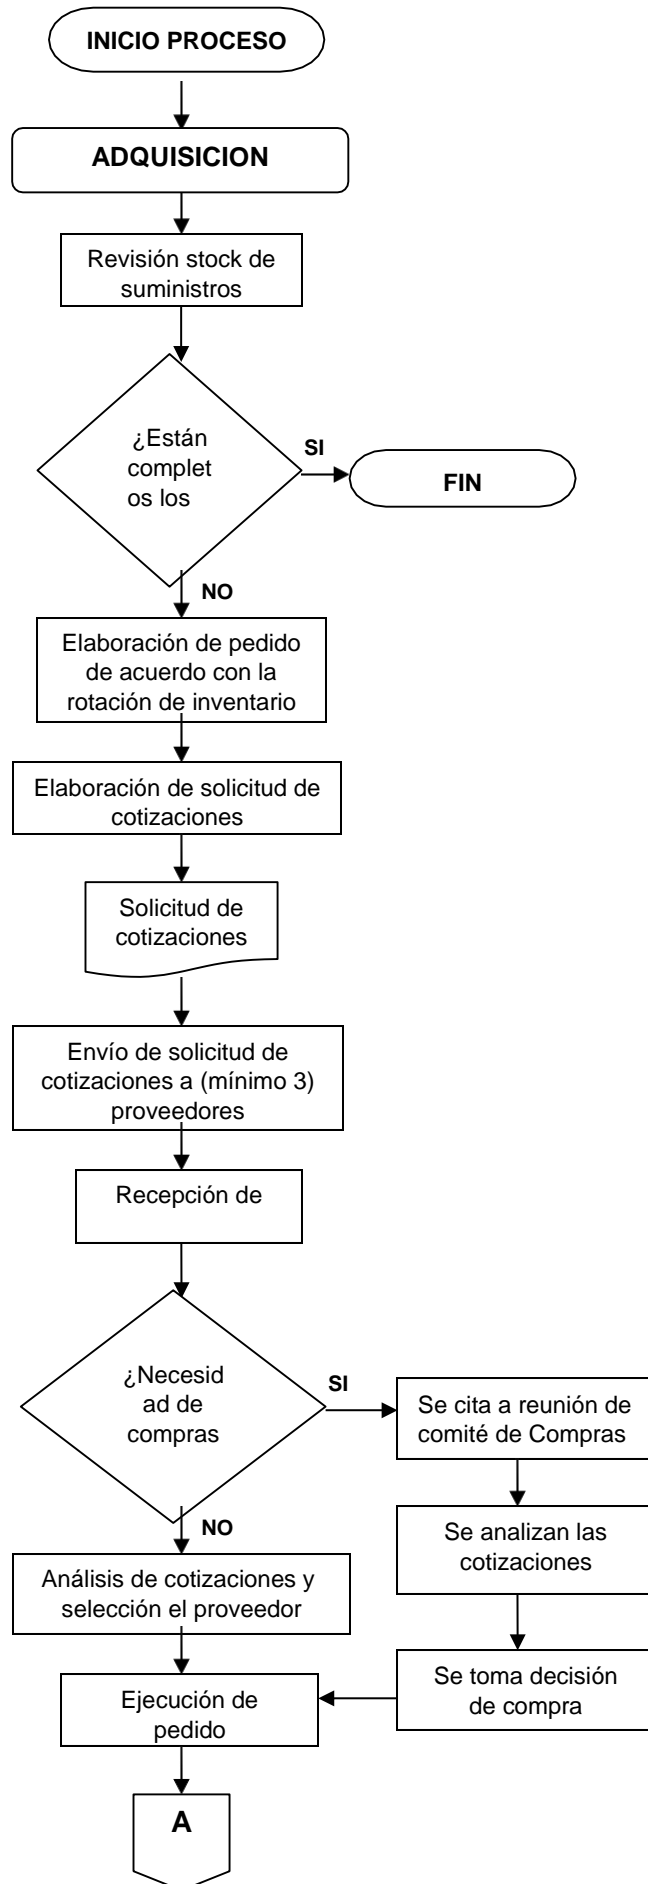 INICIO PROCESO
ADQUISICION
Revisión stock de
suministros
¿Están
complet
os los
SI
FIN
NO
Elaboración de pedido
de acuerdo con la
rotación de inventario
Elaboración de solicitud de
cotizaciones
Solicitud de
cotizaciones
Envío de solicitud de
cotizaciones a (mínimo 3)
proveedores
Recepción de
¿Necesid
ad de
compras
SI
Se cita a reunión de
comité de Compras
NO
Se analizan las
cotizaciones
Análisis de cotizaciones y
selección el proveedor
Se toma decisión
de compra
Ejecución de
pedido
A